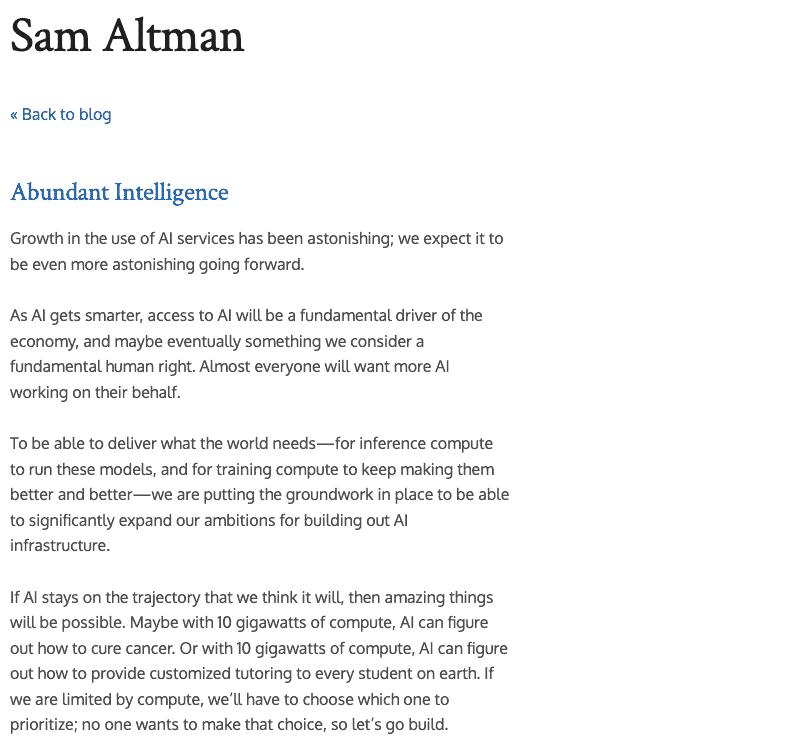 Sam Altman
« Back to blog
Abundant Intelligence
Growth in the use of AI services has been astonishing; we expect it to
be even more astonishing going forward.
As AI gets smarter, access to AI will be a fundamental driver of the
economy, and maybe eventually something we consider a
fundamental human right. Almost everyone will want more AI
working on their behalf.
To be able to deliver what the world needs—for inference compute
to run these models, and for training compute to keep making them
better and better—we are putting the groundwork in place to be able
to significantly expand our ambitions for building out AI
infrastructure.
If AI stays on the trajectory that we think it will, then amazing things
will be possible. Maybe with 10 gigawatts of compute, AI can figure
out how to cure cancer. Or with 10 gigawatts of compute, AI can figure
out how to provide customized tutoring to every student on earth. If
we are limited by compute, we’ll have to choose which one to
prioritize; no one wants to make that choice, so let’s go build.